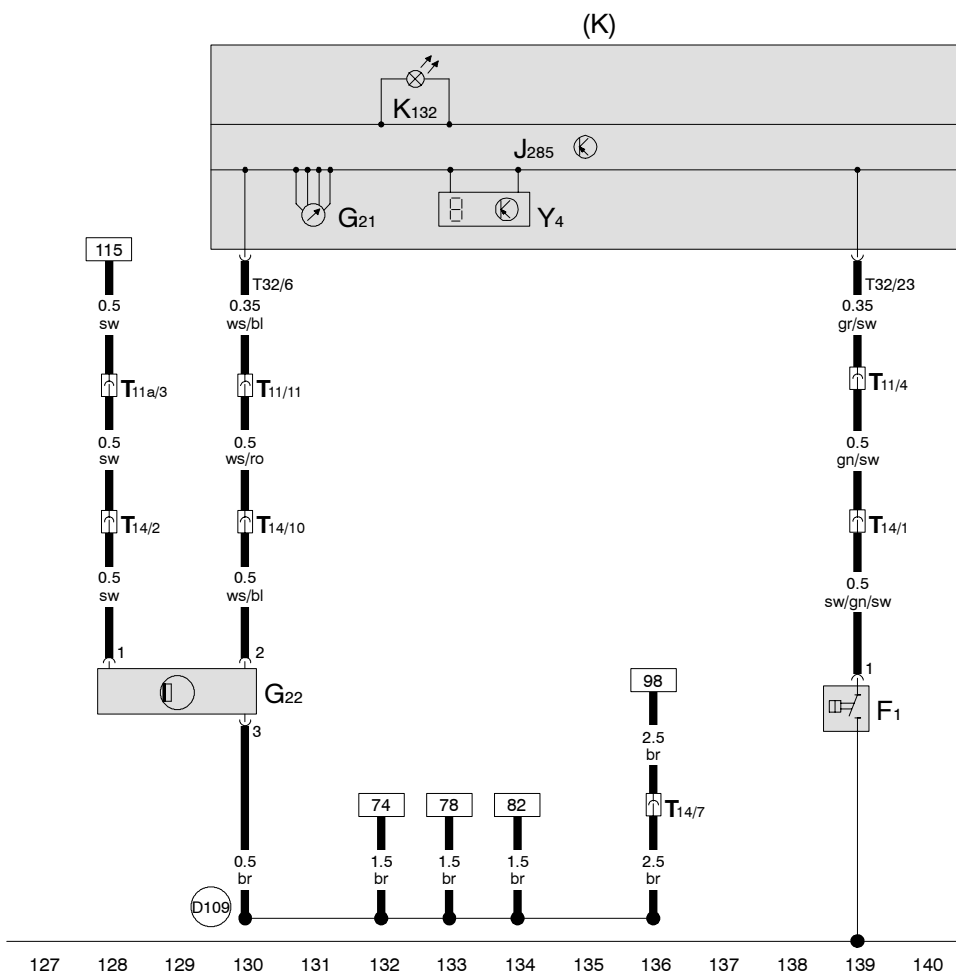 (K)
K132
J285
G21
Y4
115
T32/6
T32/23
0.5
sw
0.35
ws/bl
0.35
gr/sw
T11a/3
T11/11
T11/4
0.5
sw
0.5
ws/ro
0.5
gn/sw
T14/2
T14/10
T14/1
0.5
sw
0.5
ws/bl
0.5
sw/gn/sw
1
2
1
G22
98
F1
3
2.5
br
74
78
82
T14/7
0.5
br
1.5
br
1.5
br
1.5
br
2.5
br
D109
127 128 129 130 131 132 133 134 135 136 137 138 139 140